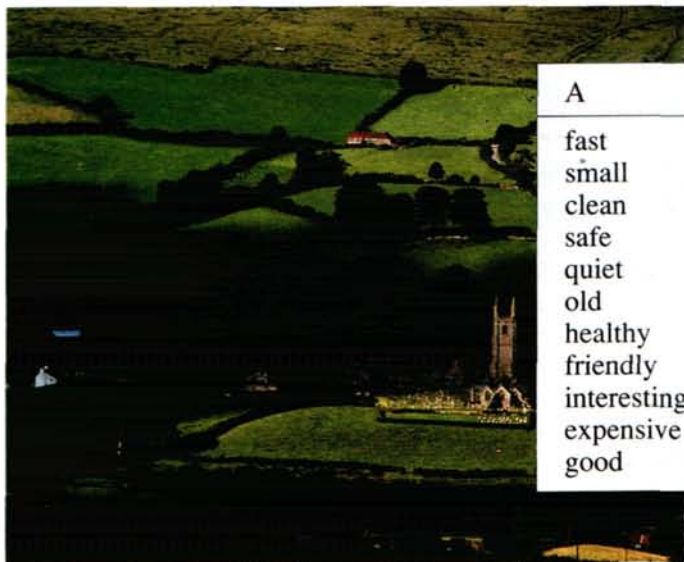 A
fast
small
clean
safe
quiet
old
healthy
friendly
interesting
expensive
good